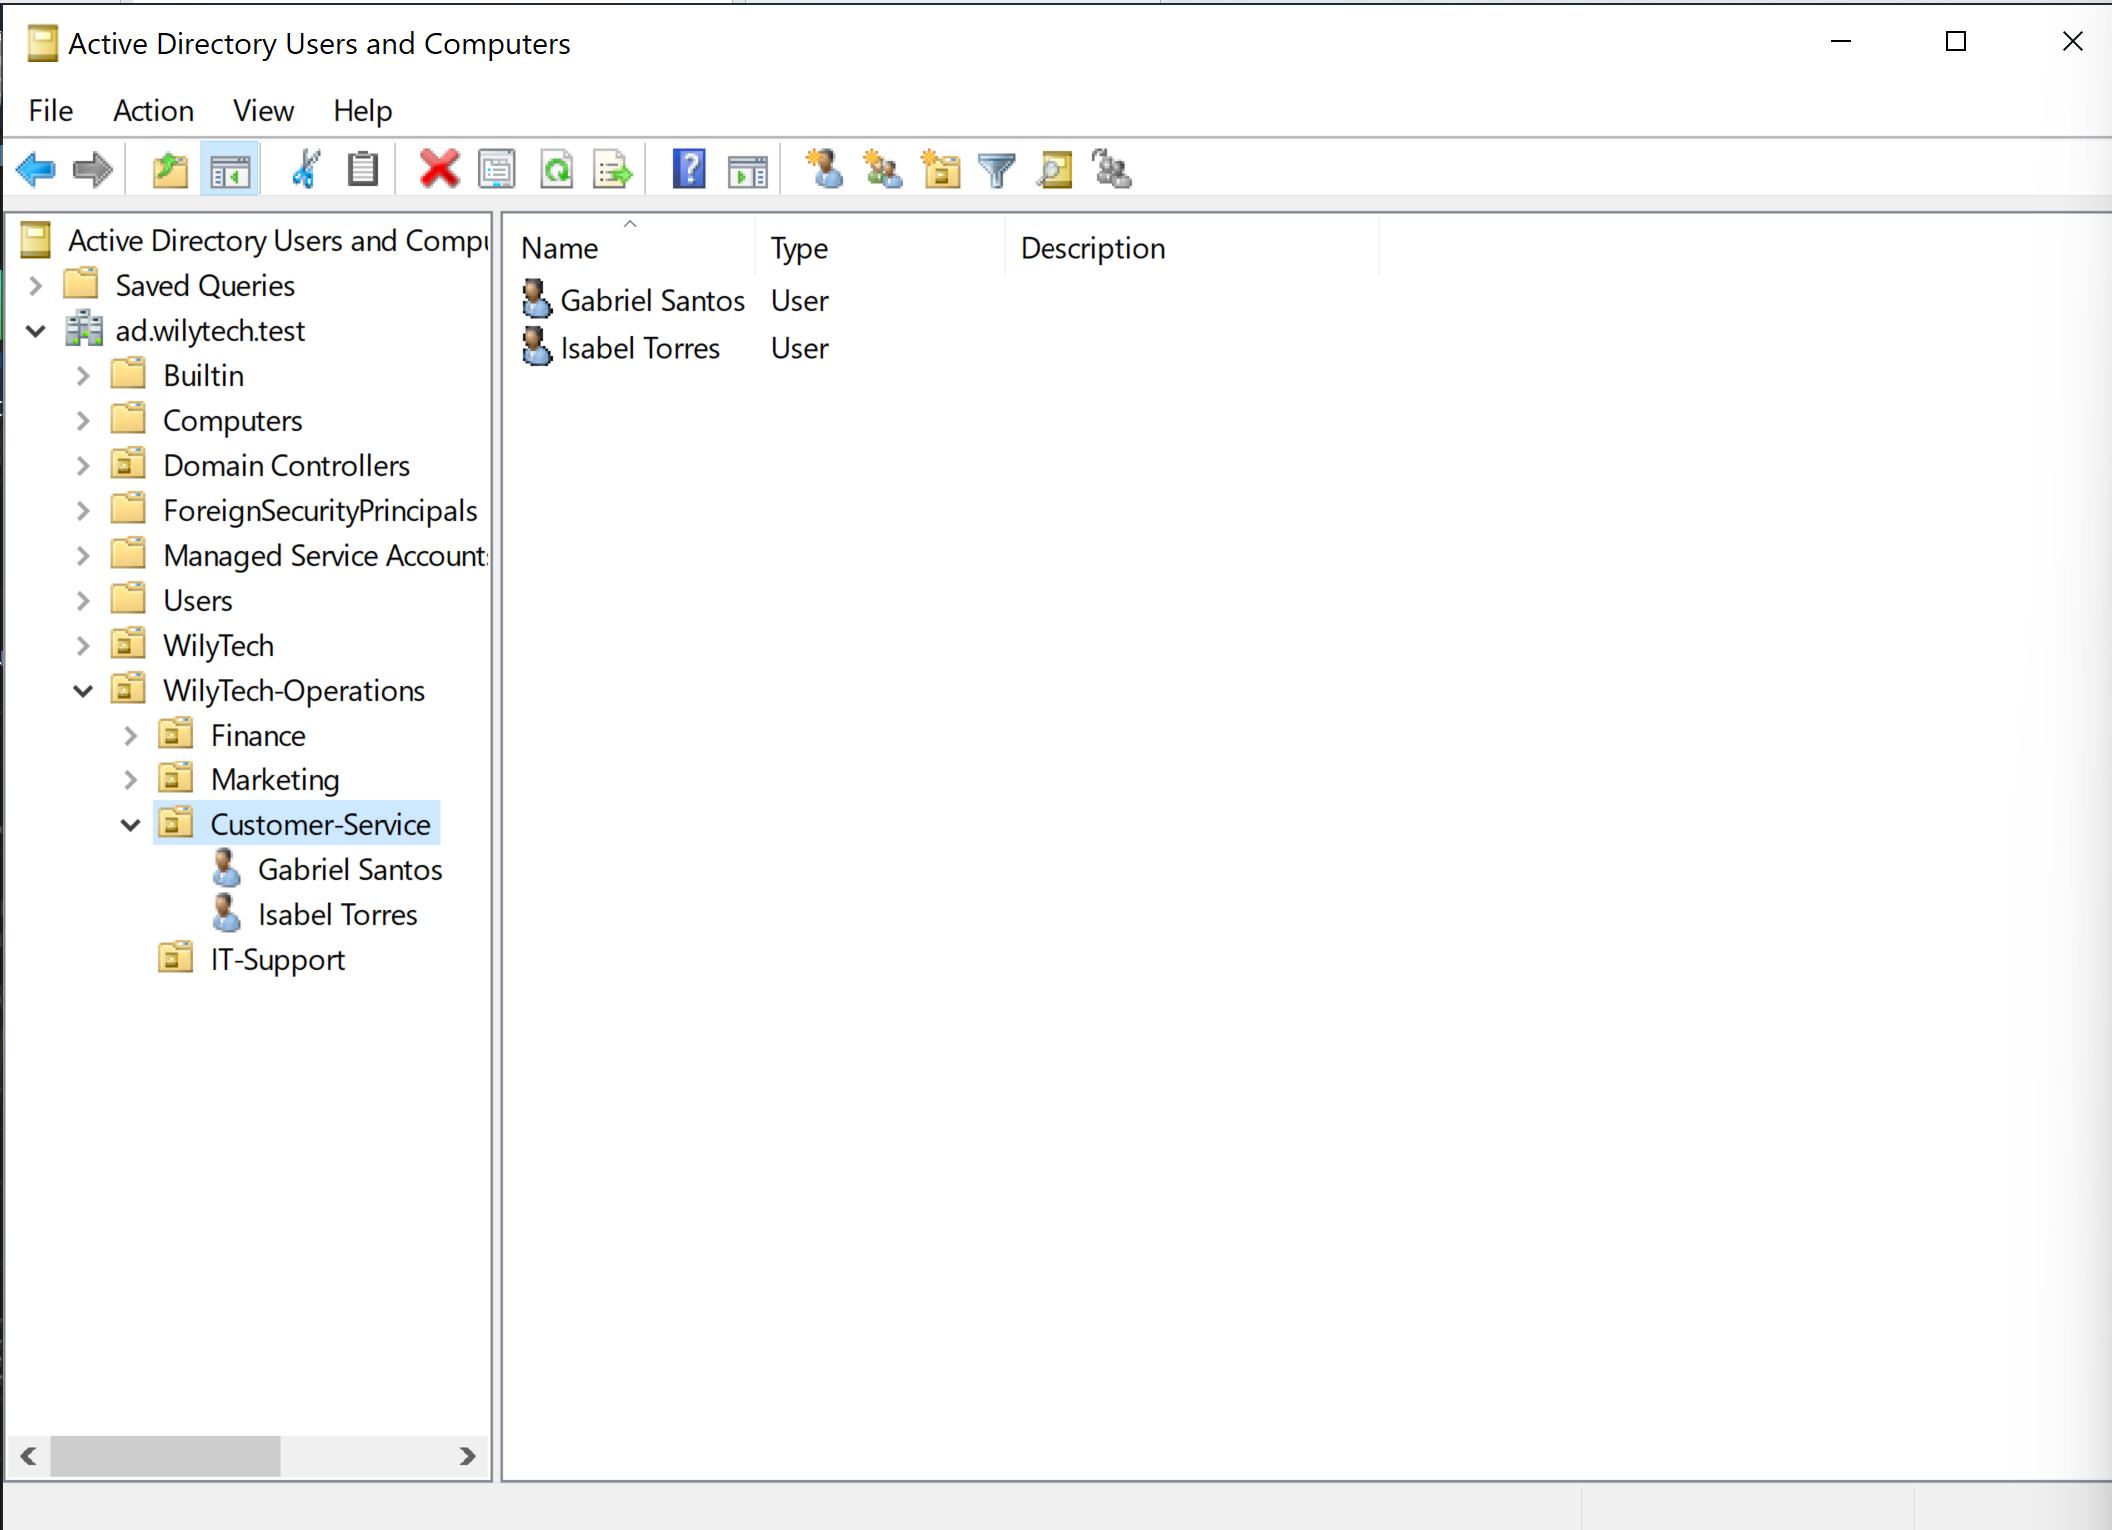 Active Directory Users and Computers
File Action View Help
Active Directory Users and Compu
Saved Queries
ad.wilytech.test
Builtin
Computers
Domain Controllers
ForeignSecurityPrincipals
Managed Service Accounts
Users
WilyTech
WilyTech-Operations
Finance
Marketing
Customer-Service
Gabriel Santos
Isabel Torres
IT-Support
Name Type Description
Gabriel Santos User
Isabel Torres User